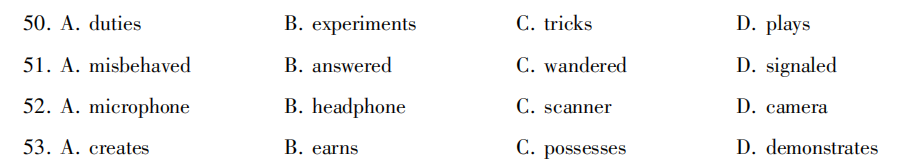 50. A. duties B. experiments C. tricks D. plays
51. A. misbehaved B. answered C. wandered D. signaled
52. A. microphone B. headphone C. scanner D. camera
53. A. creates B. earns C. possesses D. demonstrates